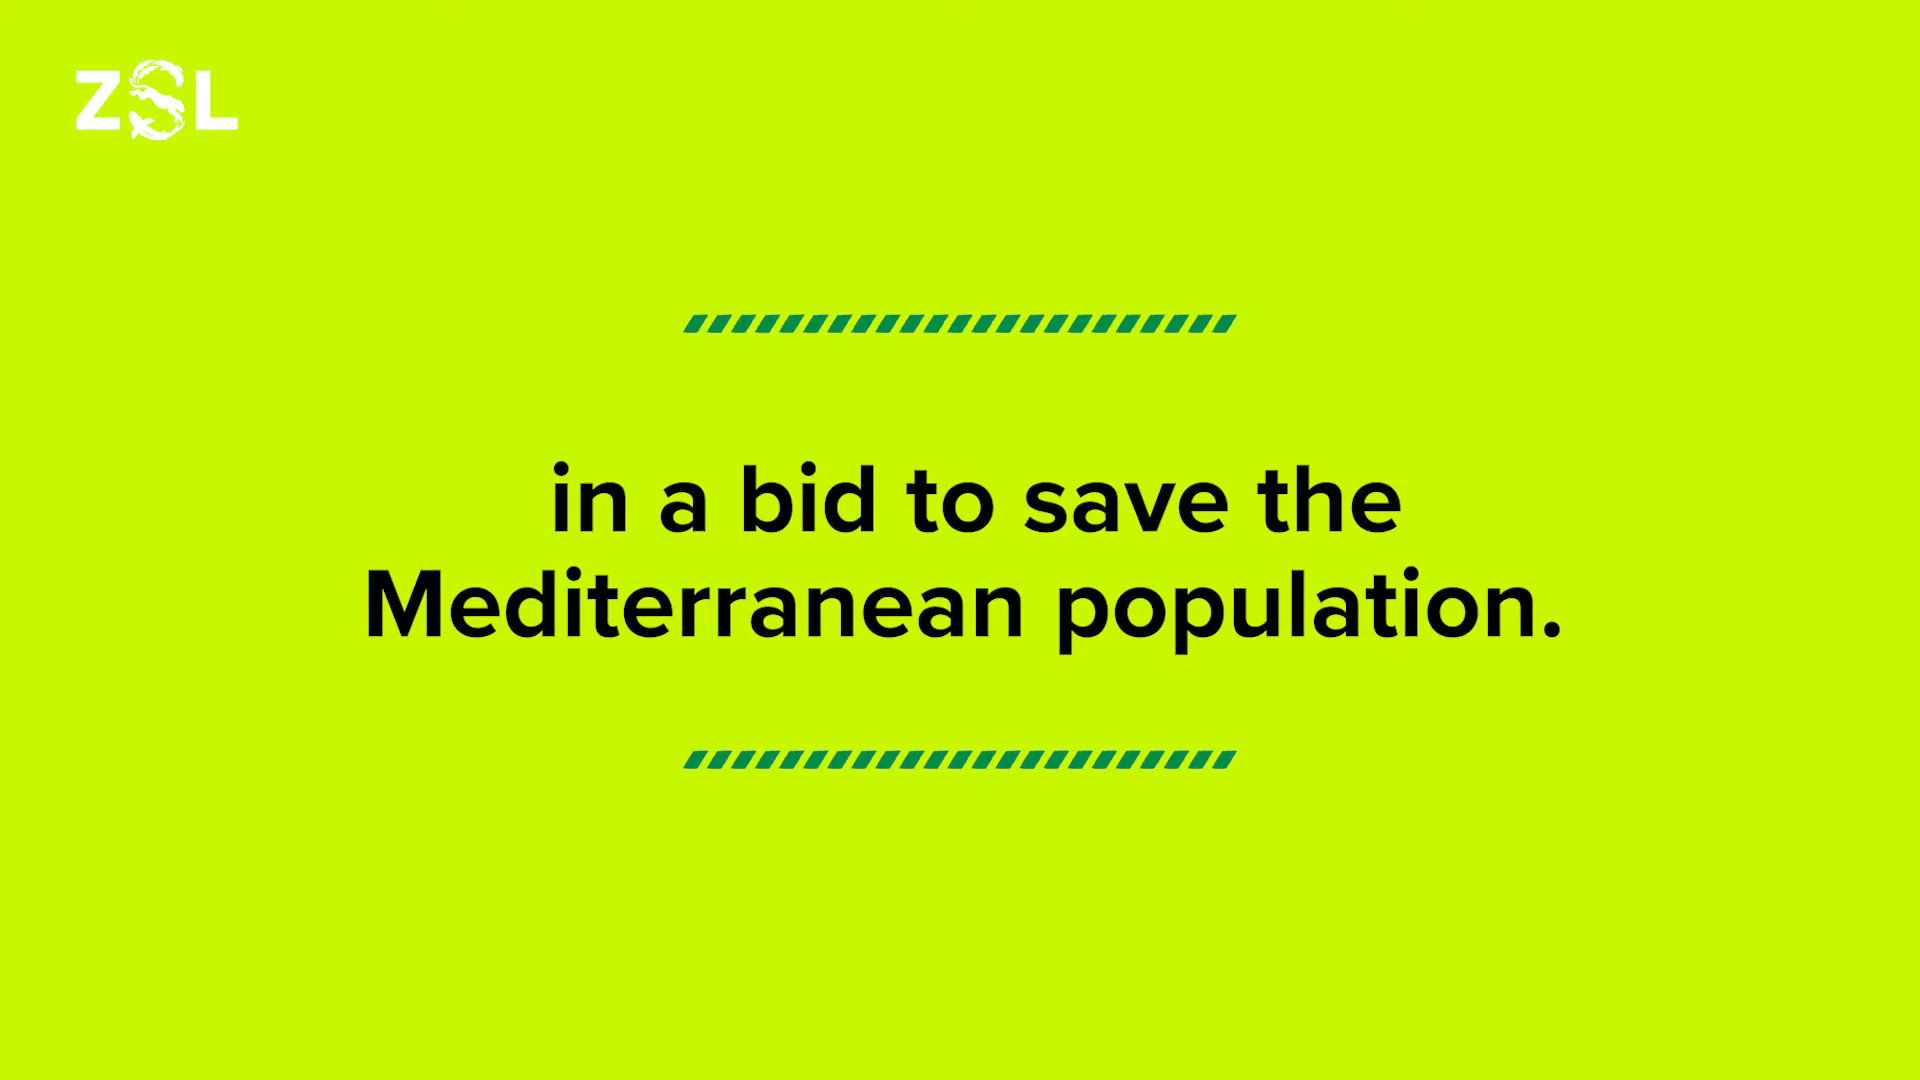 ZSL
in a bid to save the
Mediterranean population.